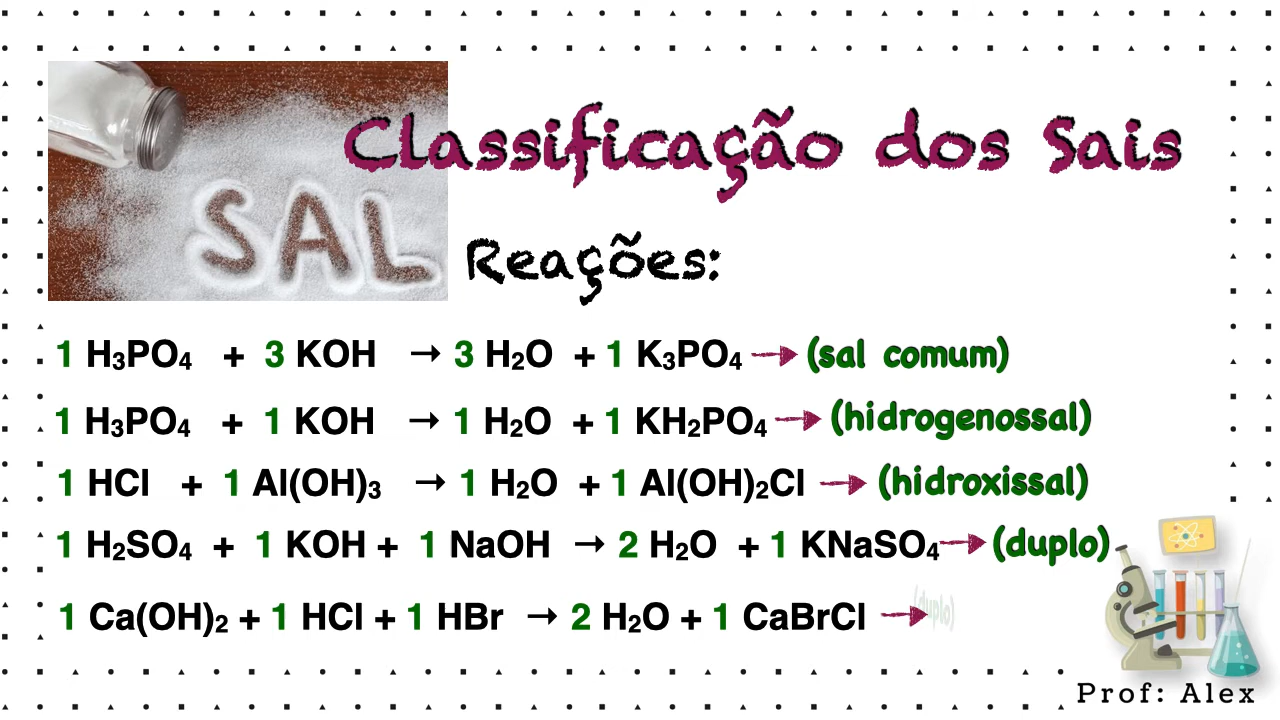 SAL
Classificação dos Sais
Reações:
1 H₃PO₄ + 3 KOH → 3 H₂O + 1 K₃PO₄ → (sal comum)
1 H₃PO₄ + 1 KOH → 1 H₂O + 1 KH₂PO₄ → (hidrogenossal)
1 HCl + 1 Al(OH)₃ → 1 H₂O + 1 Al(OH)₂Cl → (hidroxissal)
1 H₂SO₄ + 1 KOH + 1 NaOH → 2 H₂O + 1 KNaSO₄ → (duplo)
1 Ca(OH)₂ + 1 HCl + 1 HBr → 2 H₂O + 1 CaBrCl → (duplo)
Prof: Alex